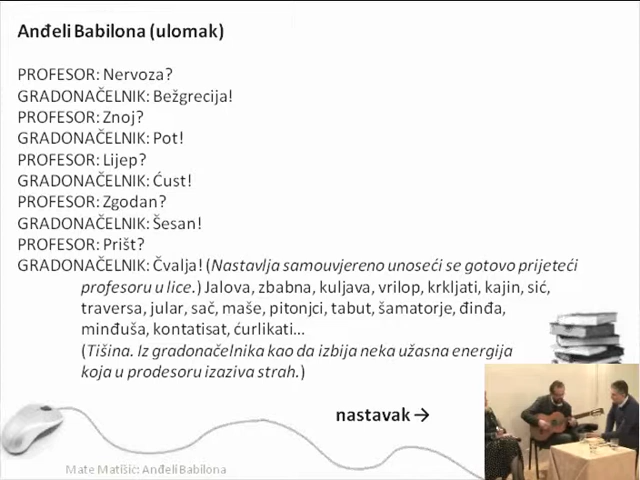 Anđeli Babilona (ulomak)
PROFESOR: Nervoza?
GRADONAČELNIK: Bežgrecija!
PROFESOR: Znoj?
GRADONAČELNIK: Pot!
PROFESOR: Lijep?
GRADONAČELNIK: Ćust!
PROFESOR: Zgodan?
GRADONAČELNIK: Šesan!
PROFESOR: Prišt?
GRADONAČELNIK: Čvalja! (Nastavlja samouvjereno unoseći se gotovo prijeteći
profesoru u lice.) Jalova, zbabna, kuljava, vrilop, krkljati, kajin, sić,
traversa, jular, sač, maše, pitonjci, tabut, šamatorje, đinđa,
minđuša, kontatisat, ćurlikati...
(Tišina. Iz gradonačelnika kao da izbija neka užasna energija
koja u prodesoru izaziva strah.)
nastavak →
Mate Matišić: Anđeli Babilona